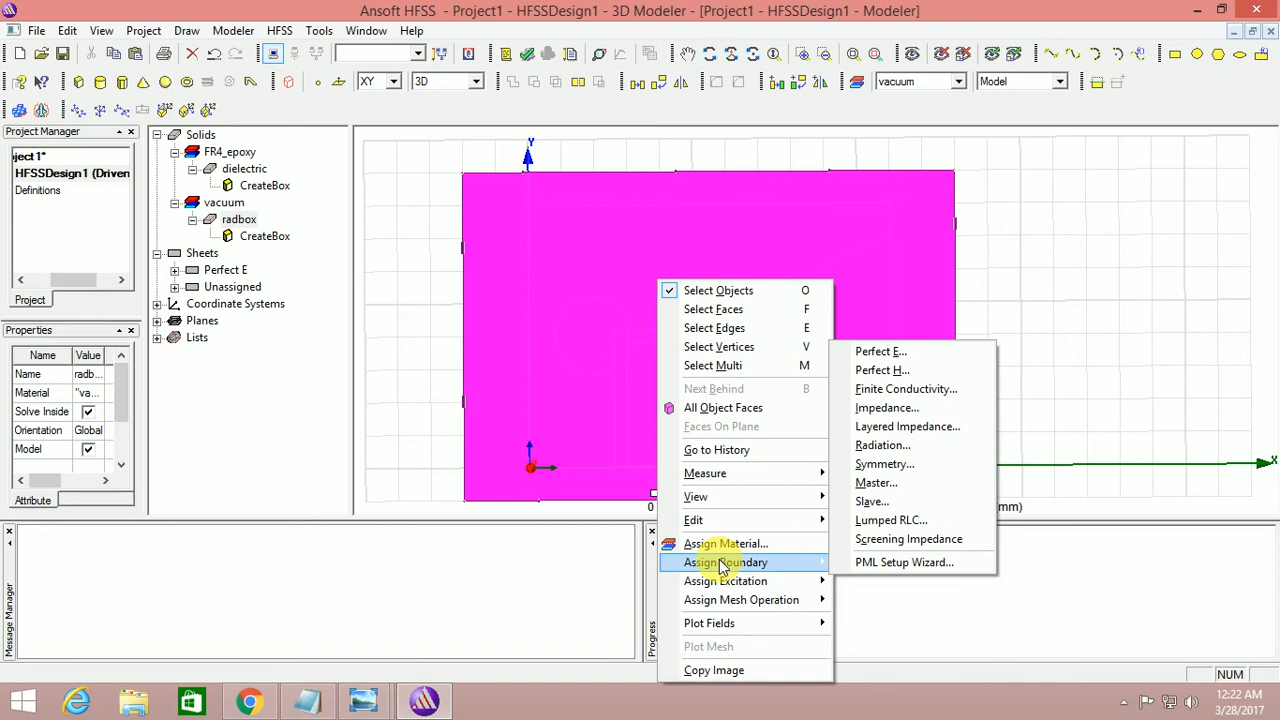 Ansoft HFSS - Project1 - HFSSDesign1 - 3D Modeler - [Project1 - HFSSDesign1 - Modeler]
File Edit View Project Draw Modeler HFSS Tools Window Help
XY 3D vacuum Model
Project Manager
ject 1*
HFSSDesign1 (Driven
Definitions
Project
Solids
FR4_epoxy
dielectric
CreateBox
vacuum
radbox
CreateBox
Sheets
Perfect E
Unassigned
Coordinate Systems
Planes
Lists
Properties
Name Value
Name radb...
Material "va...
Solve Inside
Orientation Global
Model
Attribute
Y
X
0
(mm)
Select Objects O
Select Faces F
Select Edges E
Select Vertices V
Select Multi M
Next Behind B
All Object Faces
Faces On Plane
Go to History
Measure
View
Edit
Assign Material...
Assign Boundary
Assign Excitation
Assign Mesh Operation
Plot Fields
Plot Mesh
Copy Image
Perfect E...
Perfect H...
Finite Conductivity...
Impedance...
Layered Impedance...
Radiation...
Symmetry...
Master...
Slave...
Lumped RLC...
Screening Impedance
PML Setup Wizard...
Message Manager
Progress
NUM
12:22 AM
3/28/2017